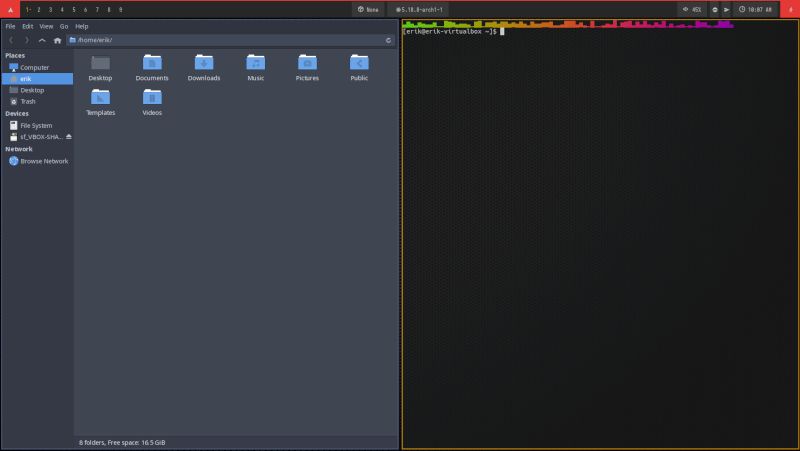 1- 2 3 4 5 6 7 8 9
None
5.18.8-arch1-1
45%
10:07 AM
File Edit View Go Help
/home/erik/
Places
Computer
erik
Desktop
Trash
Devices
File System
sf_VBOX-SHA...
Network
Browse Network
Desktop Documents Downloads Music Pictures Public
Templates Videos
8 folders, Free space: 16.5 GiB
[erik@erik-virtualbox ~]$